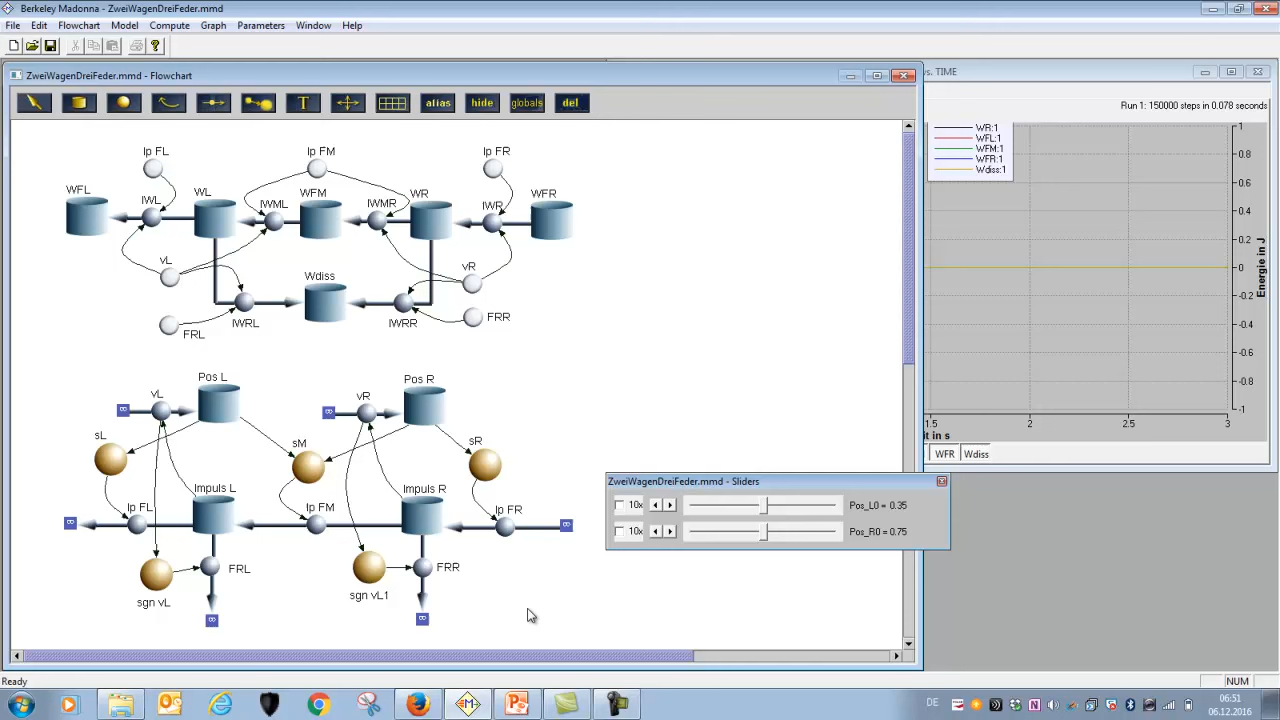 Berkeley Madonna - ZweiWagenDreiFeder.mmd
File Edit Flowchart Model Compute Graph Parameters Window Help
ZweiWagenDreiFeder.mmd - Flowchart
T alias hide globals del
s. TIME
Run 1: 150000 steps in 0.078 seconds
WR:1
WFL:1
WFM:1
WFR:1
Wdiss:1
1
0.8
0.6
0.4
0.2
0
-0.2
-0.4
-0.6
-0.8
-1
Energie in J
1.5 2 2.5 3
it in s
WFR Wdiss
Ip FL Ip FM Ip FR
WFL IWL WL IWML WFM IWMR WR IWR WFR
vL Wdiss vR
FRL IWRL IWRR FRR
vL Pos L vR Pos R
sL sM sR
Ip FL Impuls L Ip FM Impuls R Ip FR
sgn vL FRL sgn vL1 FRR
ZweiWagenDreiFeder.mmd - Sliders
10x Pos_L0 = 0.35
10x Pos_R0 = 0.75
Ready
NUM
DE
06:51
06.12.2016